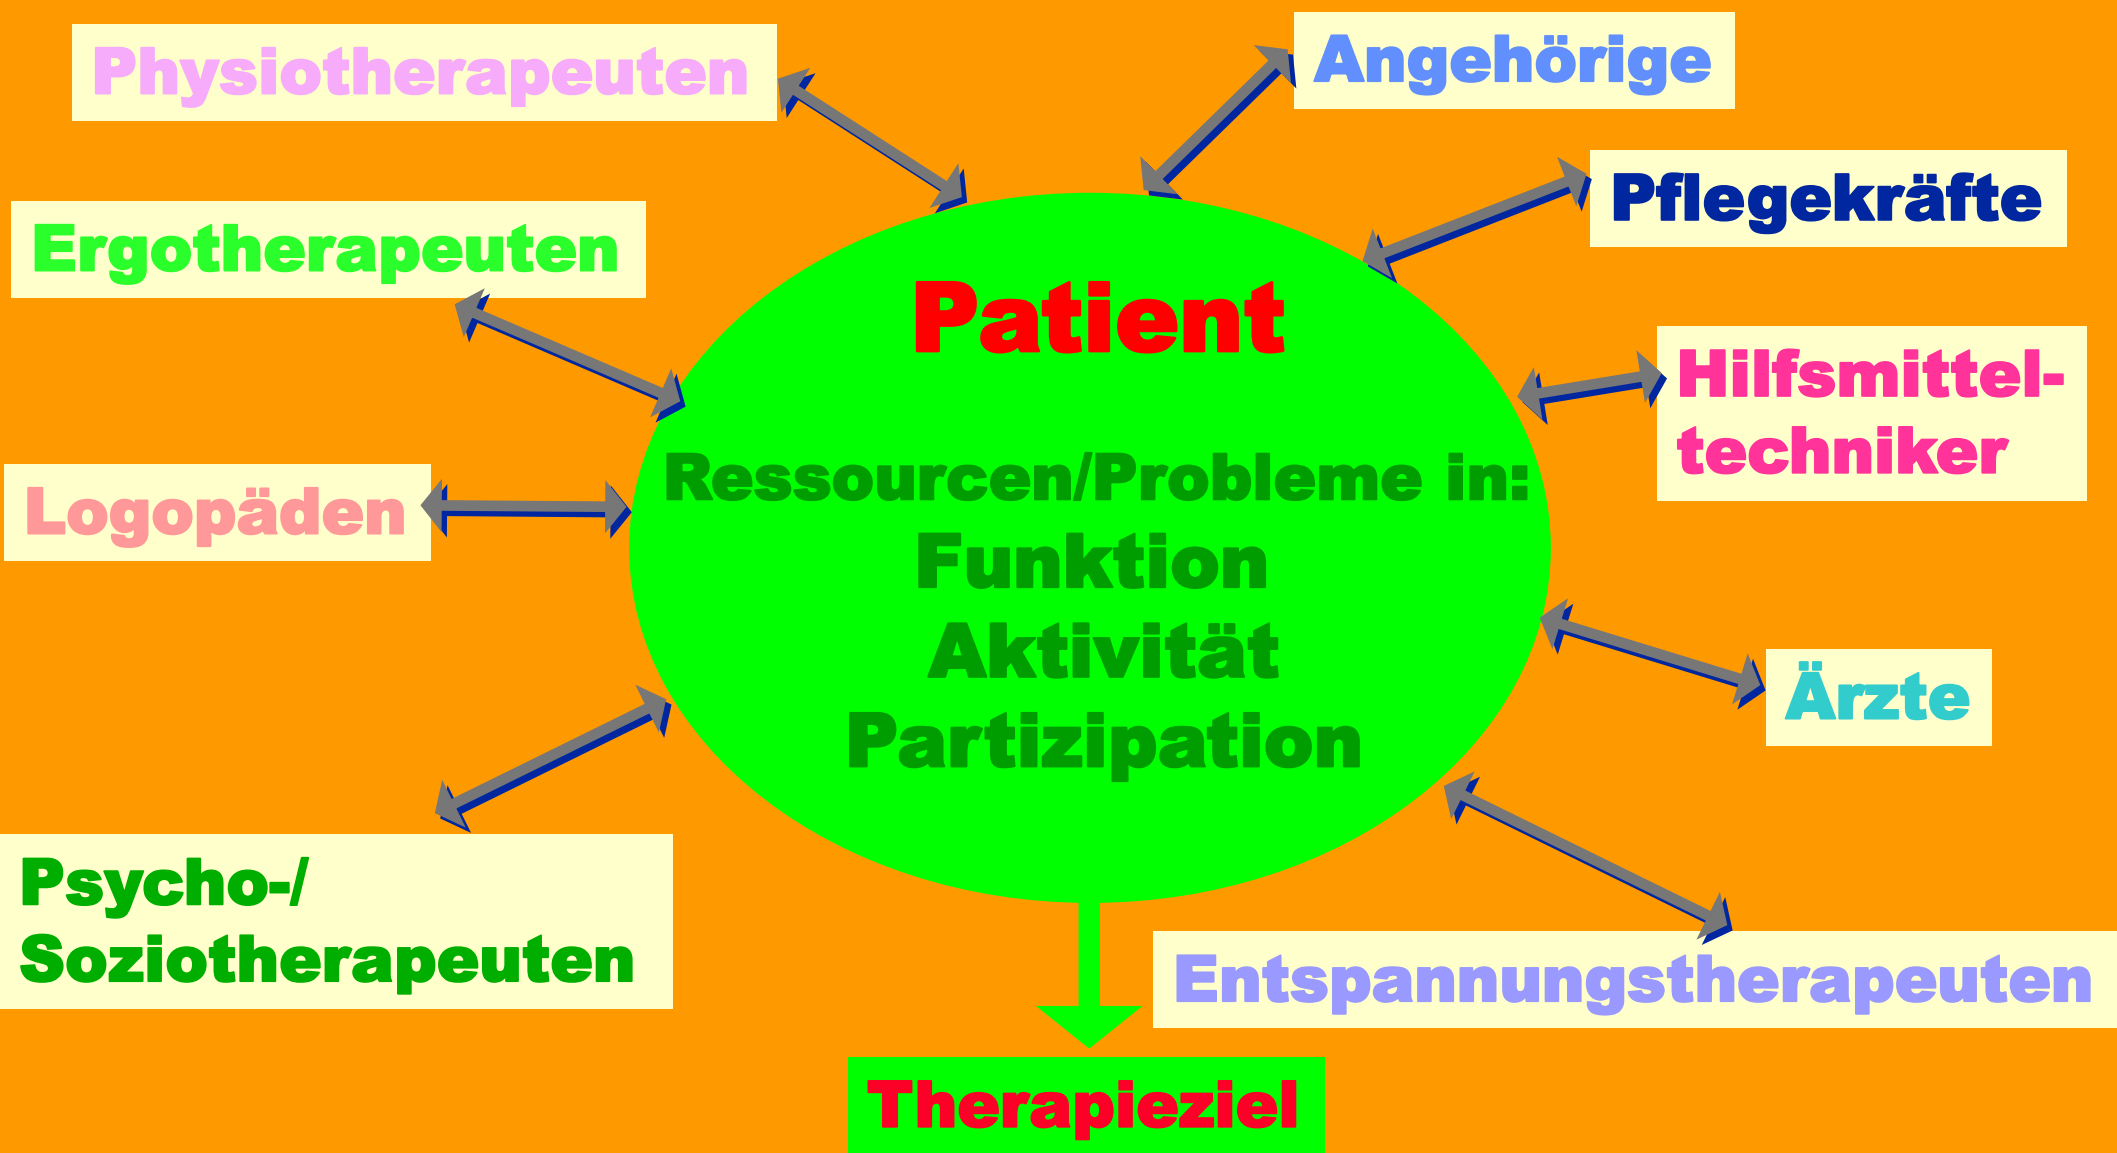 Physiotherapeuten
Angehörige
Pflegekräfte
Ergotherapeuten
Patient
Hilfsmittel-
techniker
Ressourcen/Probleme in:
Logopäden
Funktion
Aktivität
Partizipation
Ärzte
Psycho-/
Soziotherapeuten
Entspannungstherapeuten
Therapieziel